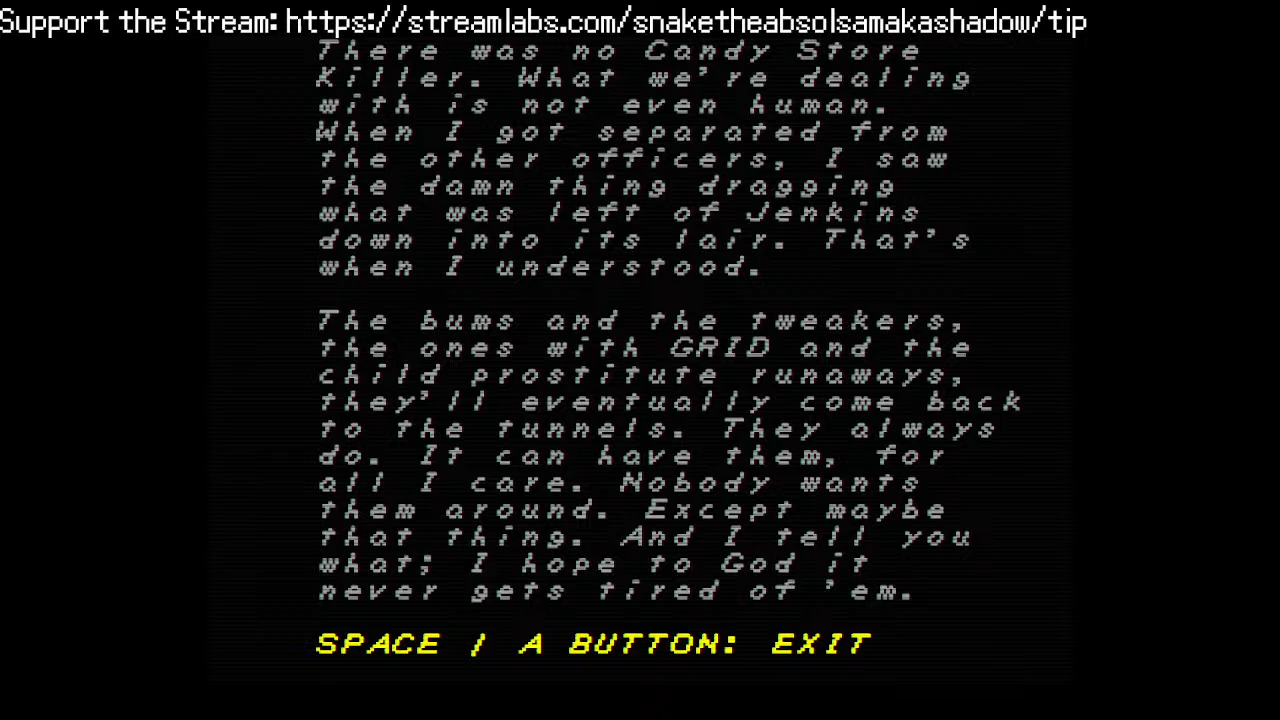 Support the Stream: https://streamlabs.com/snaketheabsolsamakashadow/tip
There was no Candy Store
Killer. What we're dealing
with is not even human.
When I got separated from
the other officers, I saw
the damn thing dragging
what was left of Jenkins
down into its lair. That's
when I understood.
The bums and the tweakers,
the ones with GRID and the
child prostitute runaways,
they'll eventually come back
to the tunnels. They always
do. It can have them, for
all I care. Nobody wants
them around. Except maybe
that thing. And I tell you
what; I hope to God it
never gets tired of 'em.
SPACE / A BUTTON: EXIT